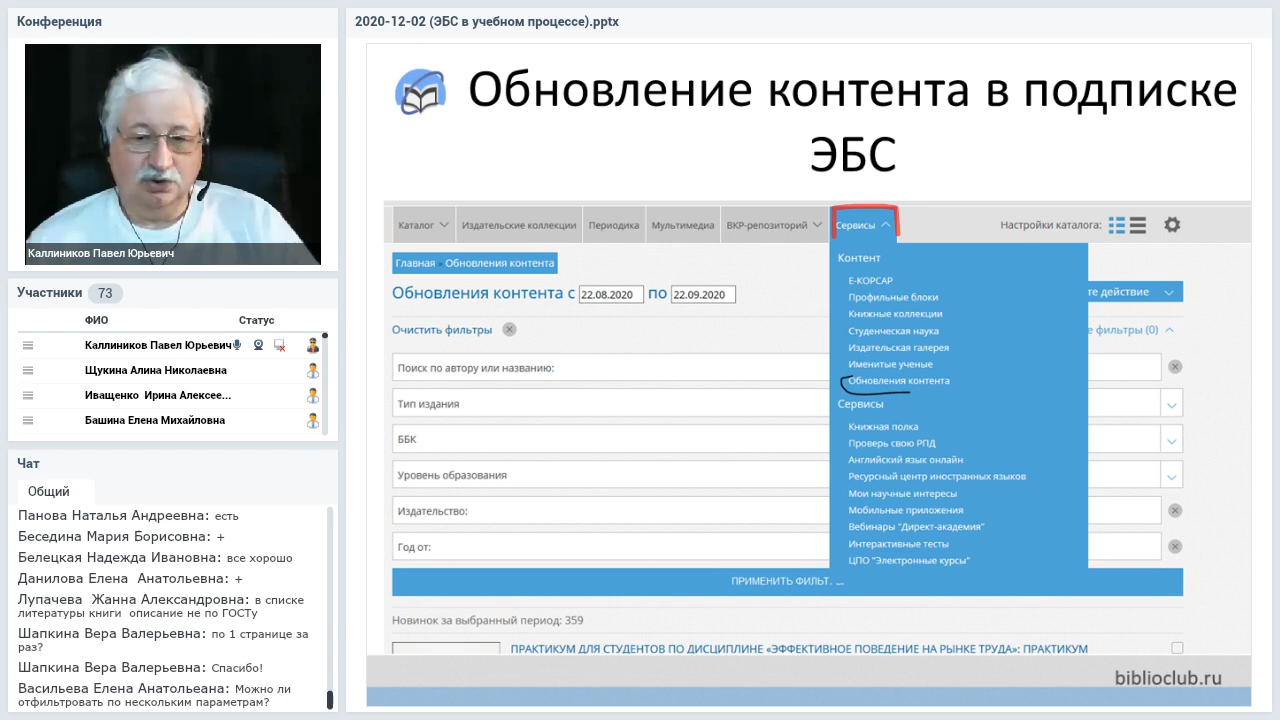 Конференция
Каллиников Павел Юрьевич
Участники 73
ФИО Статус
Каллиников Павел Юрьевич
Щукина Алина Николаевна
Иващенко Ирина Алексее...
Башина Елена Михайловна
Чат
Общий
Панова Наталья Андреевна: есть
Беседина Мария Борисовна: +
Белецкая Надежда Ивановна: все хорошо
Данилова Елена Анатольевна: +
Лупачева Жанна Александровна: в списке
литературы книги описание не по ГОСТу
Шапкина Вера Валерьевна: по 1 странице за
раз?
Шапкина Вера Валерьевна: Спасибо!
Васильева Елена Анатольеана: Можно ли
отфильтровать по нескольким параметрам?
2020-12-02 (ЭБС в учебном процессе).pptx
Обновление контента в подписке
ЭБС
Каталог Издательские коллекции Периодика Мультимедиа ВКР-репозиторий Сервисы Настройки каталога:
Главная Обновления контента
Обновления контента с 22.08.2020 по 22.09.2020
те действие
Очистить фильтры
е фильтры (0)
Поиск по автору или названию:
Тип издания
ББК
Уровень образования
Издательство:
Год от:
ПРИМЕНИТЬ ФИЛЬТ
Новинок за выбранный период: 359
ПРАКТИКУМ ДЛЯ СТУДЕНТОВ ПО ДИСЦИПЛИНЕ «ЭФФЕКТИВНОЕ ПОВЕДЕНИЕ НА РЫНКЕ ТРУДА»: ПРАКТИКУМ
Контент
Е-КОРСАР
Профильные блоки
Книжные коллекции
Студенческая наука
Издательская галерея
Именитые ученые
Обновления контента
Сервисы
Книжная полка
Проверь свою РПД
Английский язык онлайн
Ресурсный центр иностранных языков
Мои научные интересы
Мобильные приложения
Вебинары "Директ-академия"
Интерактивные тесты
ЦПО "Электронные курсы"
biblioclub.ru